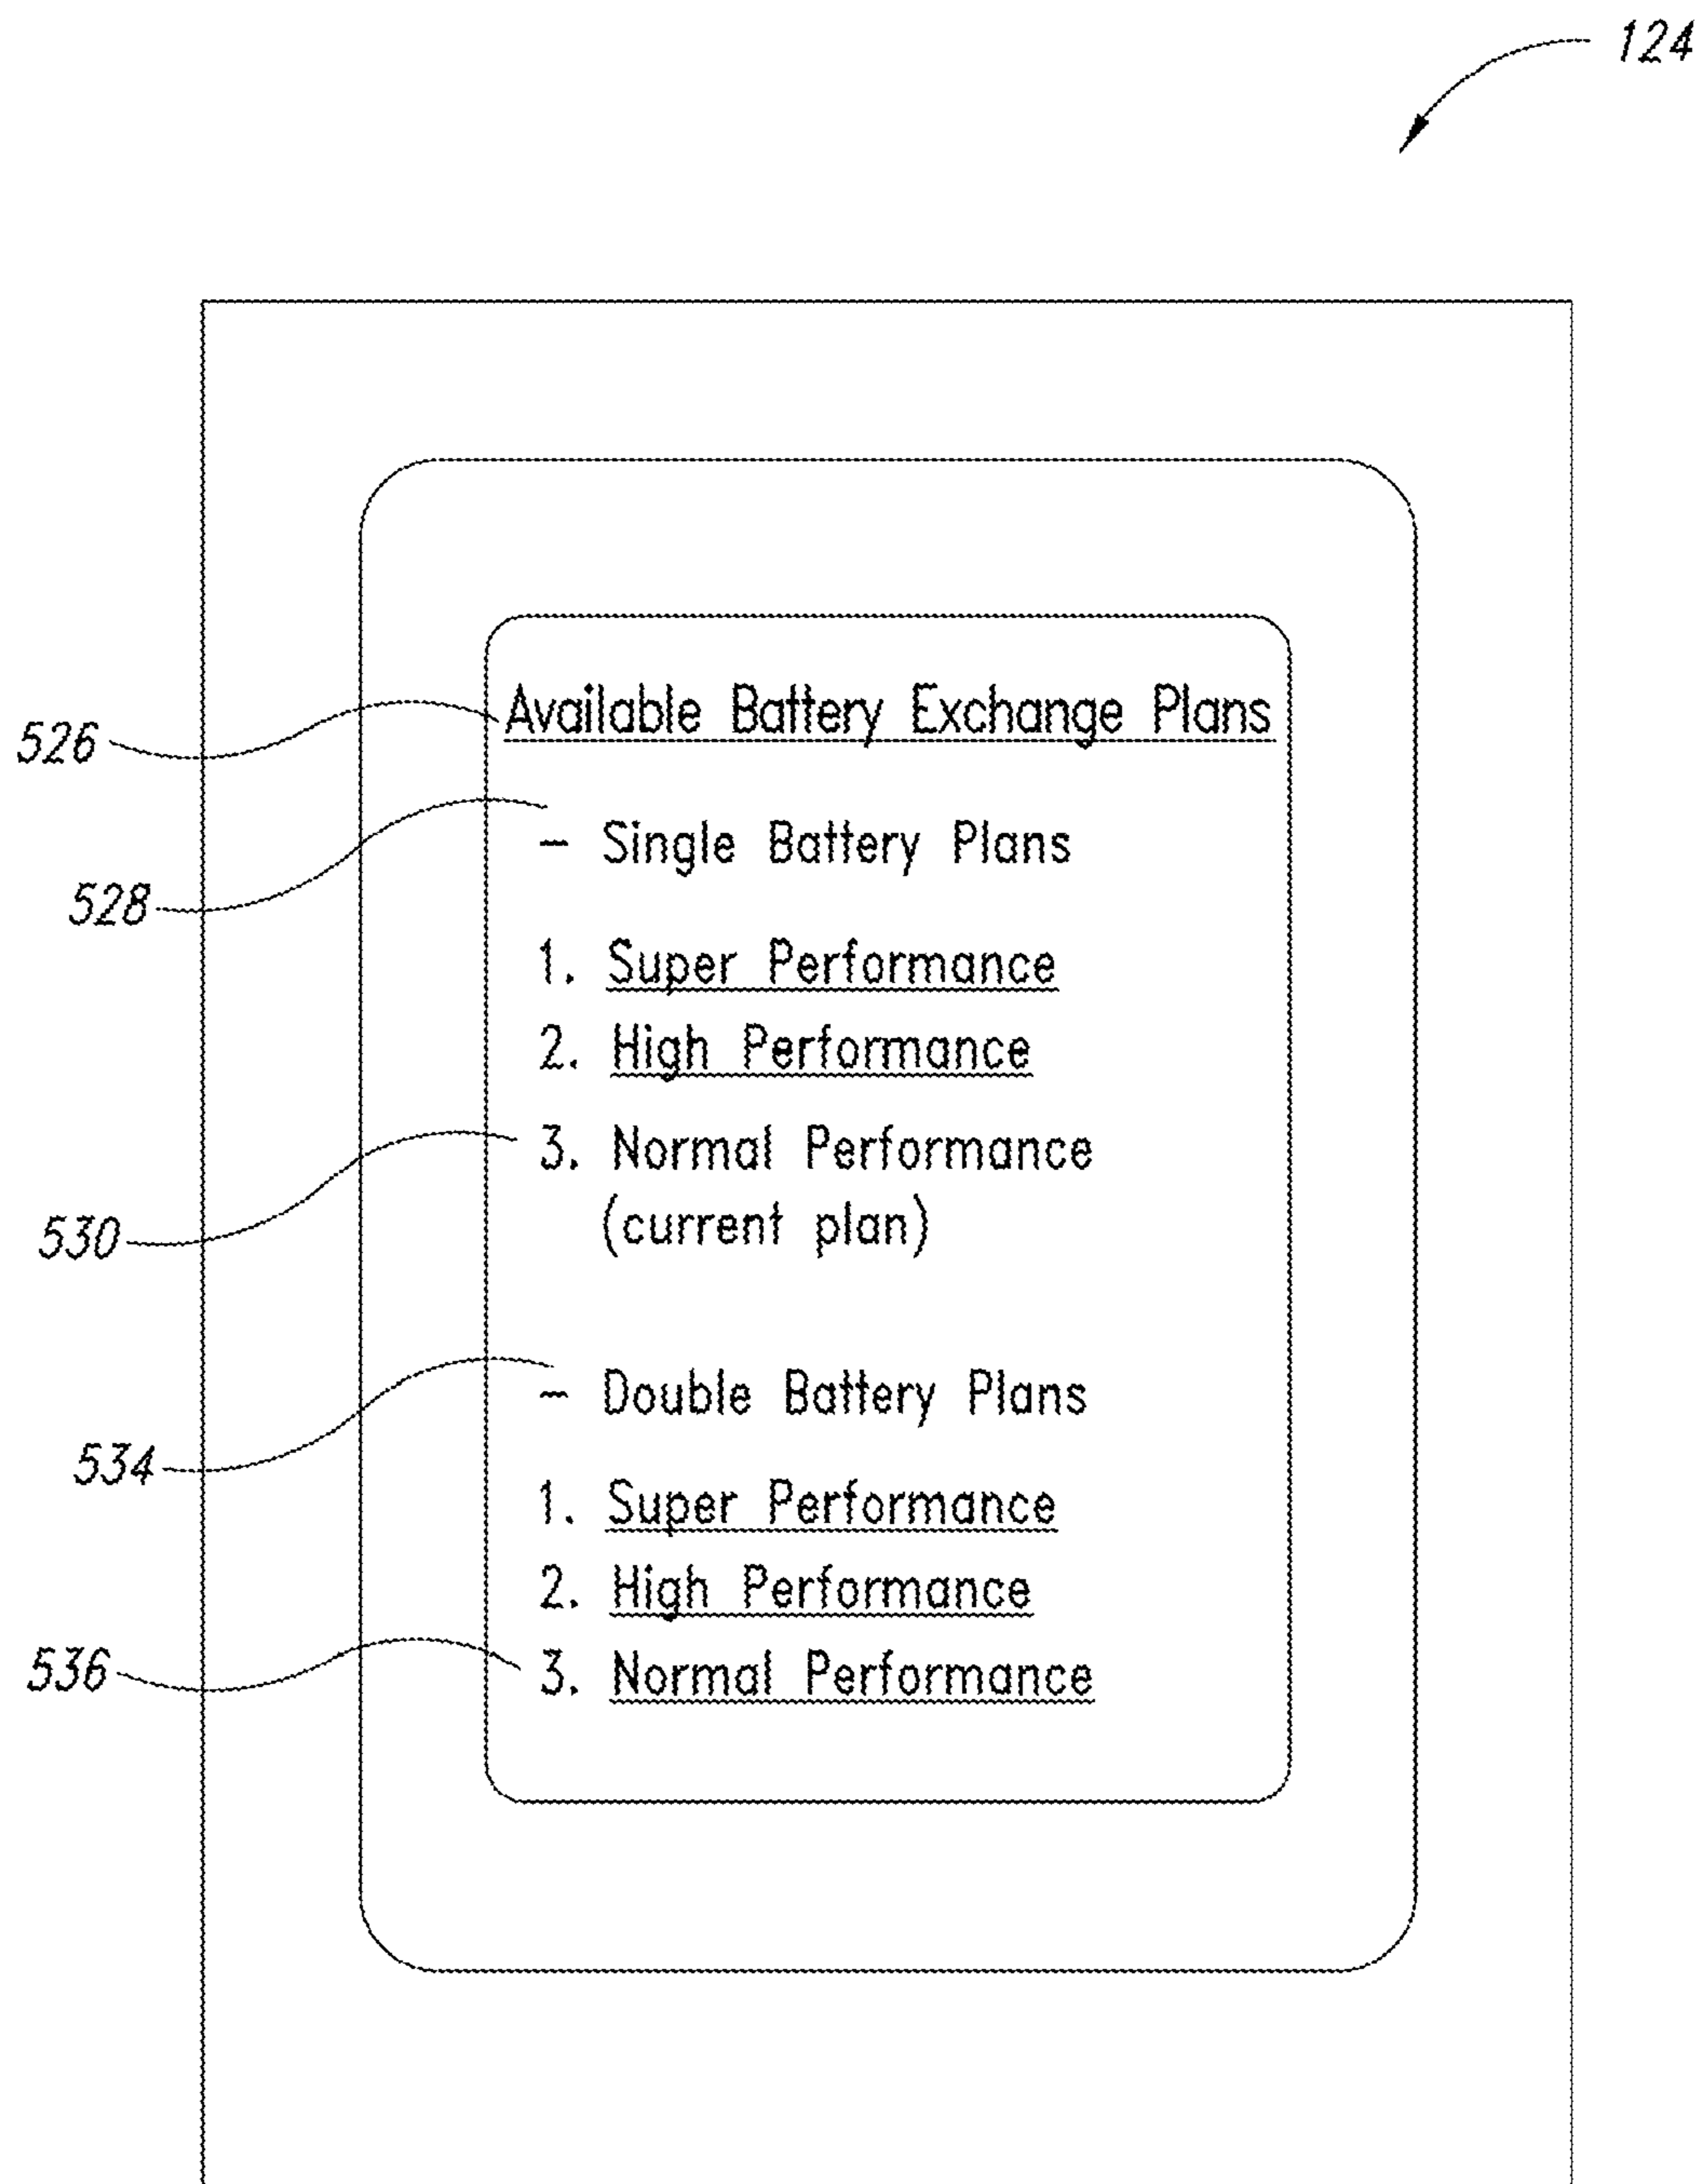 124
526
Available Battery Exchange Plans
528
- Single Battery Plans
1. Super Performance
2. High Performance
530
3. Normal Performance
(current plan)
534
- Double Battery Plans
1. Super Performance
2. High Performance
536
3. Normal Performance